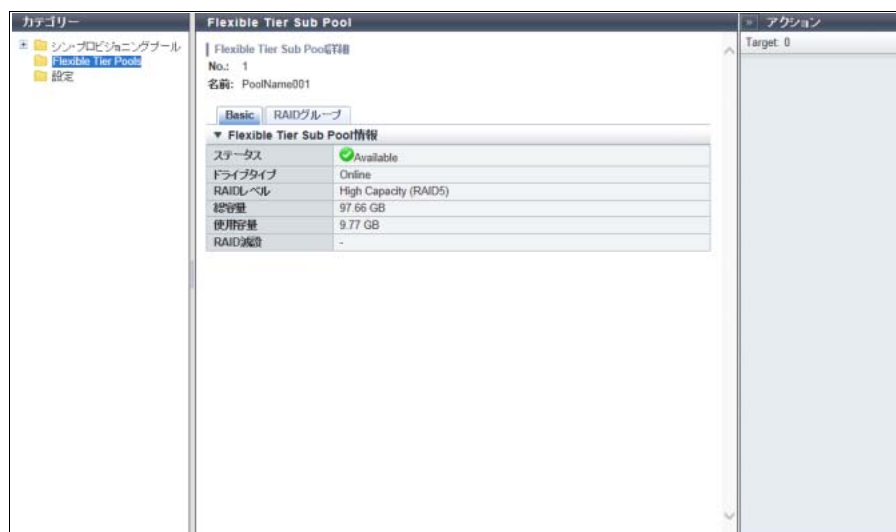 カテゴリー
シン・プロビジョニングプール
Flexible Tier Pools
設定
Flexible Tier Sub Pool
Flexible Tier Sub Pool詳細
No.: 1
名前: PoolName001
Basic RAIDグループ
▼ Flexible Tier Sub Pool情報
ステータス Available
ドライブタイプ Online
RAIDレベル High Capacity (RAID5)
総容量 97.66 GB
使用容量 9.77 GB
RAID減設 -
» アクション
Target: 0